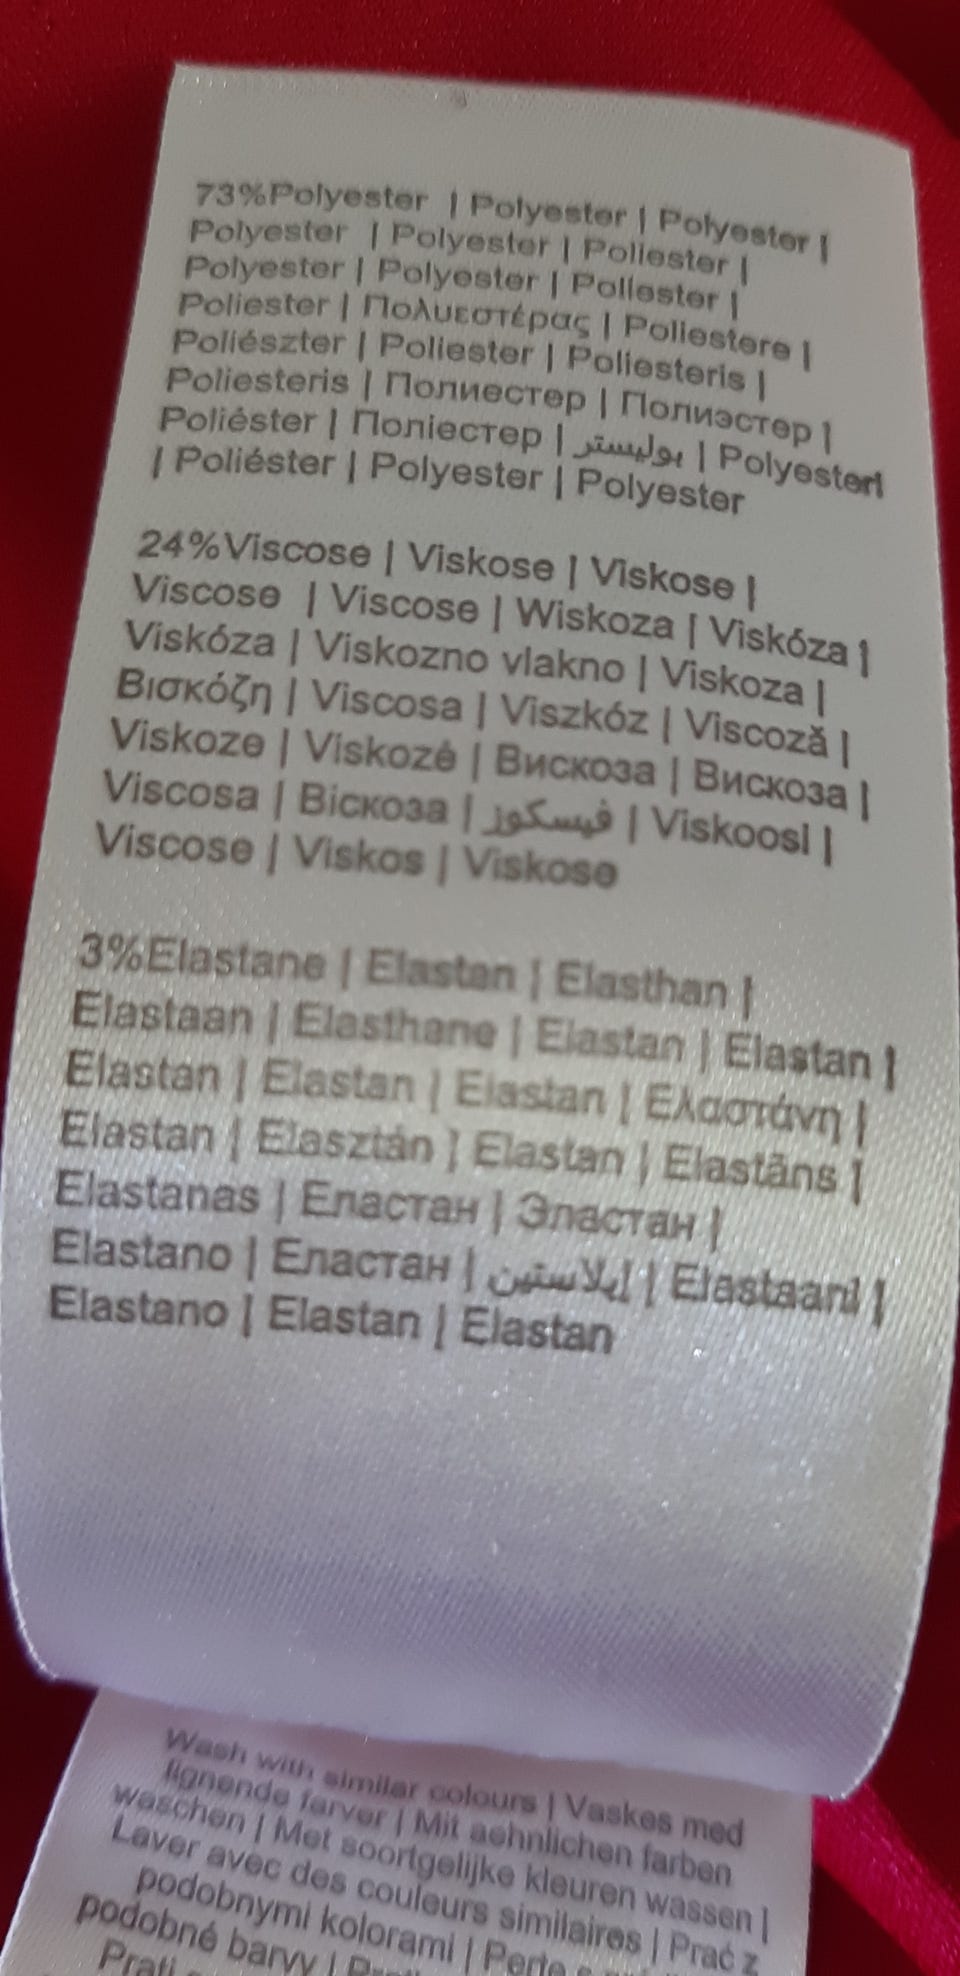 73%Polyester | Polyester | Polyester |
Polyester | Polyester | Poliester |
Polyester | Polyester | Poliester |
Poliester | Πολυεστέρας | Poliestere |
Poliészter | Poliester | Poliesteris |
Poliesteris | Полиестер | Полиэстер |
Poliéster | Поліестер | بوليستر | Polyesterl
| Poliéster | Polyester | Polyester
24%Viscose | Viskose | Viskose |
Viscose | Viscose | Wiskoza | Viskóza |
Viskóza | Viskozno vlakno | Viskoza |
Βισκόζη | Viscosa | Viszkóz | Viscoză |
Viskoze | Viskozė | Вискоза | Вискоза |
Viscosa | Віскоза | فيسكوز | Viskoosi |
Viscose | Viskos | Viskose
3%Elastane | Elastan | Elasthan |
Elastaan | Elasthane | Elastan | Elastan |
Elastan | Elastan | Elastan | Ελαστάνη |
Elastan | Elasztán | Elastan | Elastāns |
Elastanas | Еластан | Эластан |
Elastano | Еластан | إيلاستين | Elastaani |
Elastano | Elastan | Elastan
Wash with similar colours | Vaskes med
lignende farver | Mit aehnlichen farben
waschen | Met soortgelijke kleuren wassen |
Laver avec des couleurs similaires | Prać z
podobnymi kolorami | Perte s
podobné barvy |
Prati